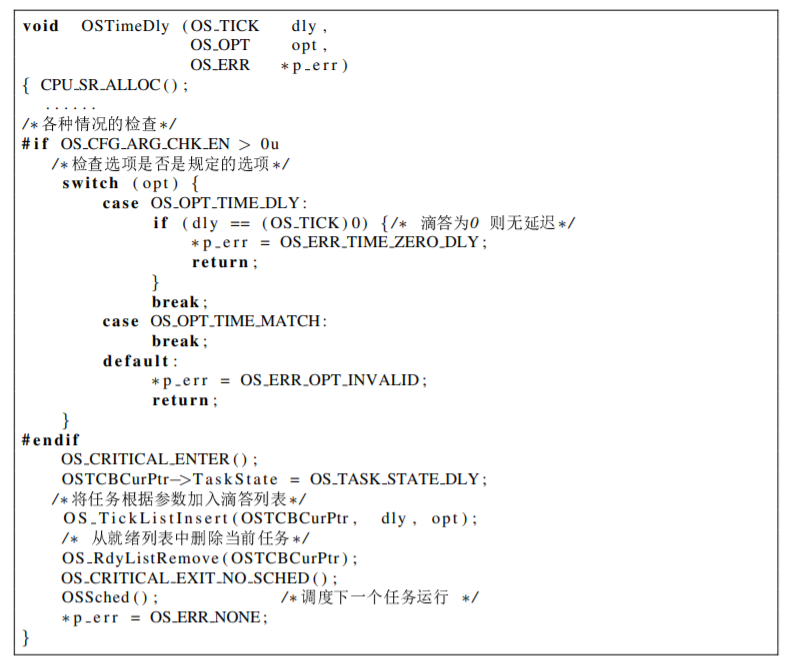 void OSTimeDly (OS_TICK dly,
OS_OPT opt,
OS_ERR *p_err)
{ CPU_SR_ALLOC();
......
/*各种情况的检查*/
#if OS_CFG_ARG_CHK_EN > 0u
/*检查选项是否是规定的选项*/
switch (opt) {
case OS_OPT_TIME_DLY:
if (dly == (OS_TICK)0) {/* 滴答为0 则无延迟*/
*p_err = OS_ERR_TIME_ZERO_DLY;
return;
}
break;
case OS_OPT_TIME_MATCH:
break;
default:
*p_err = OS_ERR_OPT_INVALID;
return;
}
#endif
OS_CRITICAL_ENTER();
OSTCBCurPtr->TaskState = OS_TASK_STATE_DLY;
/*将任务根据参数加入滴答列表*/
OS_TickListInsert(OSTCBCurPtr, dly, opt);
/* 从就绪列表中删除当前任务*/
OS_RdyListRemove(OSTCBCurPtr);
OS_CRITICAL_EXIT_NO_SCHED();
OSSched(); /*调度下一个任务运行 */
*p_err = OS_ERR_NONE;
}